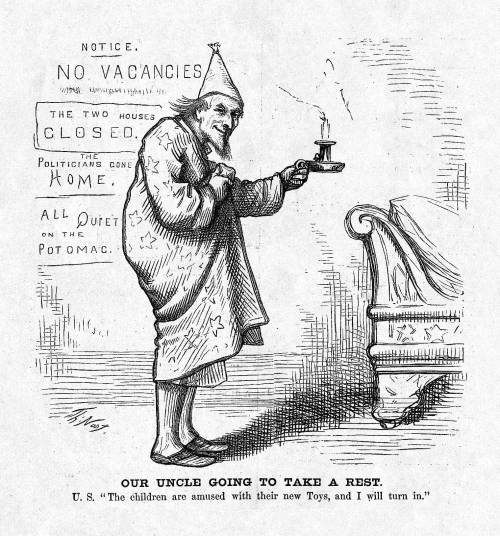 NOTICE.
NO VACANCIES
THE TWO HOUSES
CLOSED.
THE
POLITICIANS GONE
HOME.
ALL QUIET
ON THE
POTOMAC.
Th. Nast.
OUR UNCLE GOING TO TAKE A REST.
U. S. "The children are amused with their new Toys, and I will turn in."